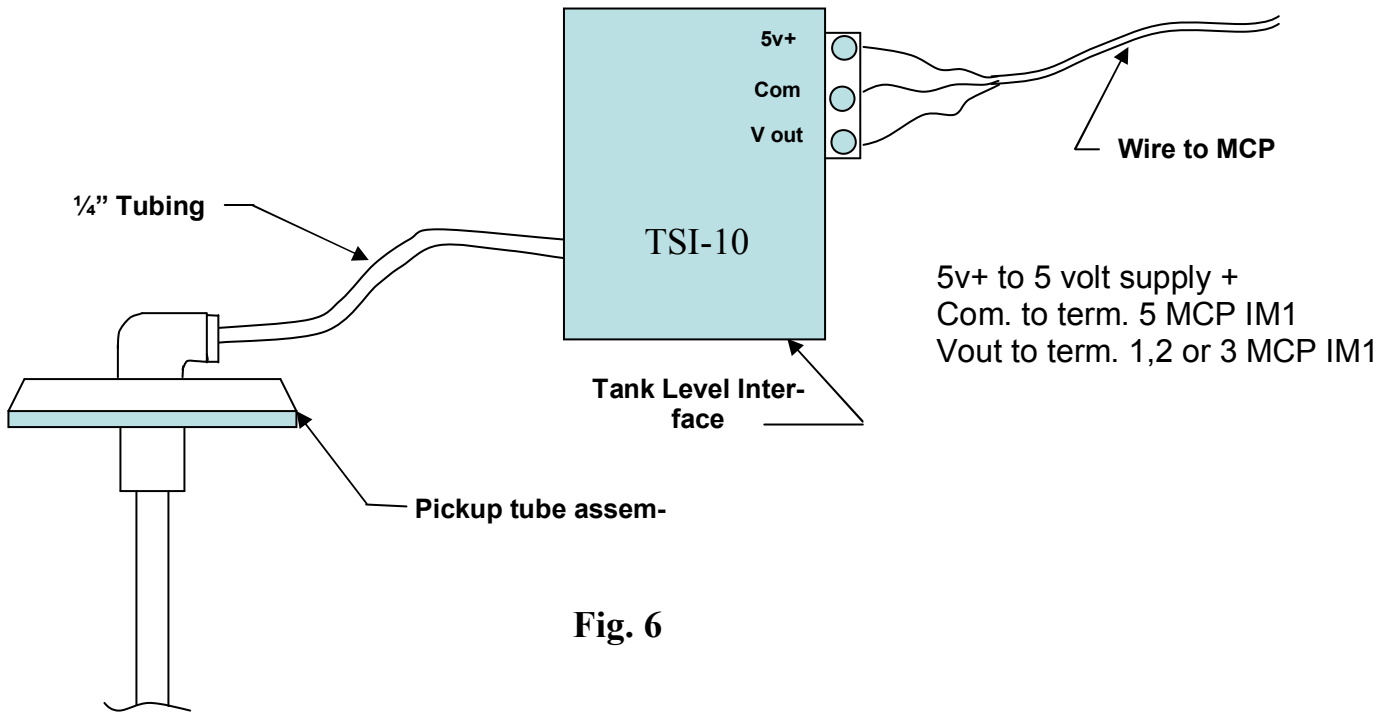 5v+
Com
V out
Wire to MCP
¼” Tubing
TSI-10
5v+ to 5 volt supply +
Com. to term. 5 MCP IM1
Vout to term. 1,2 or 3 MCP IM1
Tank Level Inter-
face
Pickup tube assem-
Fig. 6